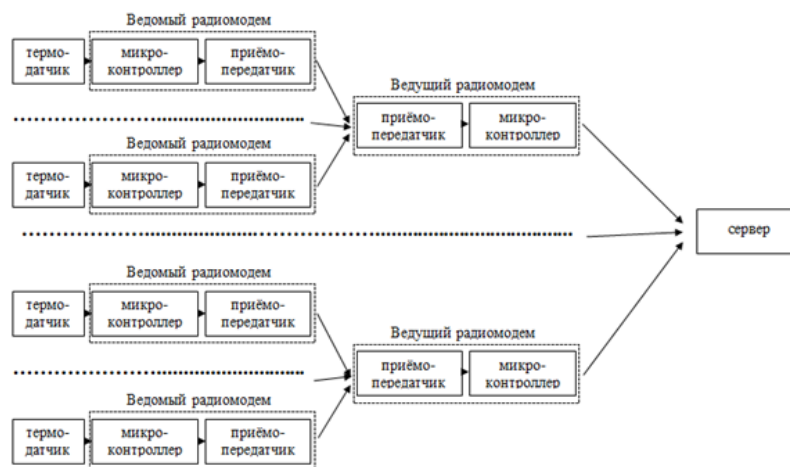 Ведомый радиомодем
термо-
датчик
микро-
контроллер
приёмо-
передатчик
Ведущий радиомодем
приёмо-
передатчик
микро-
контроллер
Ведомый радиомодем
термо-
датчик
микро-
контроллер
приёмо-
передатчик
сервер
Ведомый радиомодем
термо-
датчик
микро-
контроллер
приёмо-
передатчик
Ведущий радиомодем
приёмо-
передатчик
микро-
контроллер
Ведомый радиомодем
термо-
датчик
микро-
контроллер
приёмо-
передатчик